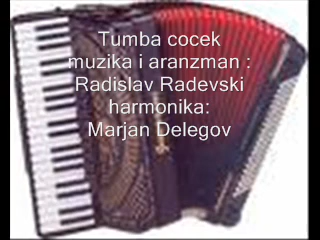 Tumba cocek
muzika i aranzman :
Radislav Radevski
harmonika:
Marjan Delegov